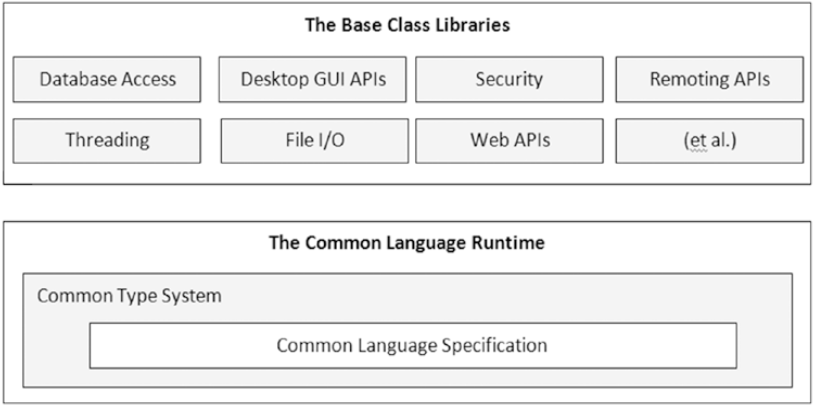 The Base Class Libraries
Database Access
Desktop GUI APIs
Security
Remoting APIs
Threading
File I/O
Web APIs
(et al.)
The Common Language Runtime
Common Type System
Common Language Specification